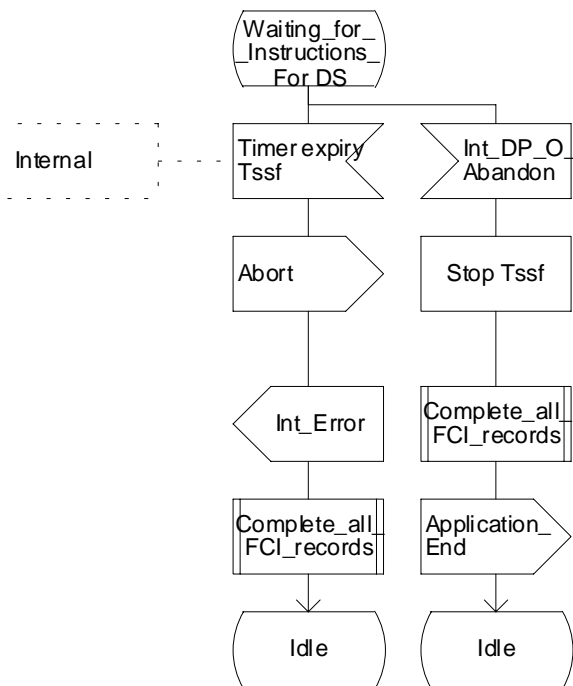 Waiting_for_
_Instructions_
For DS
Internal
Timer expiry
Tssf
Int_DP_O_
Abandon
Abort
Stop Tssf
Int_Error
Complete_all_
FCI_records
Complete_all_
FCI_records
Application_
End
Idle
Idle